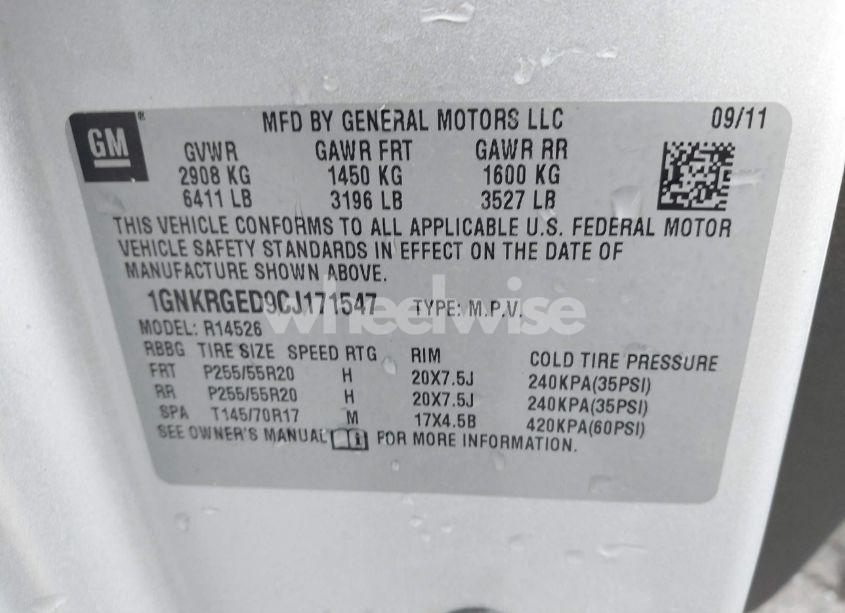 GM
MFD BY GENERAL MOTORS LLC 09/11
GVWR GAWR FRT GAWR RR
2908 KG 1450 KG 1600 KG
6411 LB 3196 LB 3527 LB
THIS VEHICLE CONFORMS TO ALL APPLICABLE U.S. FEDERAL MOTOR
VEHICLE SAFETY STANDARDS IN EFFECT ON THE DATE OF
MANUFACTURE SHOWN ABOVE.
1GNKRGED9CJ171547 TYPE: M.P.V.
wheelwise
MODEL: R14526
RBBG TIRE SIZE SPEED RTG RIM COLD TIRE PRESSURE
FRT P255/55R20 H 20X7.5J 240KPA(35PSI)
RR P255/55R20 H 20X7.5J 240KPA(35PSI)
SPA T145/70R17 M 17X4.5B 420KPA(60PSI)
SEE OWNER'S MANUAL FOR MORE INFORMATION.